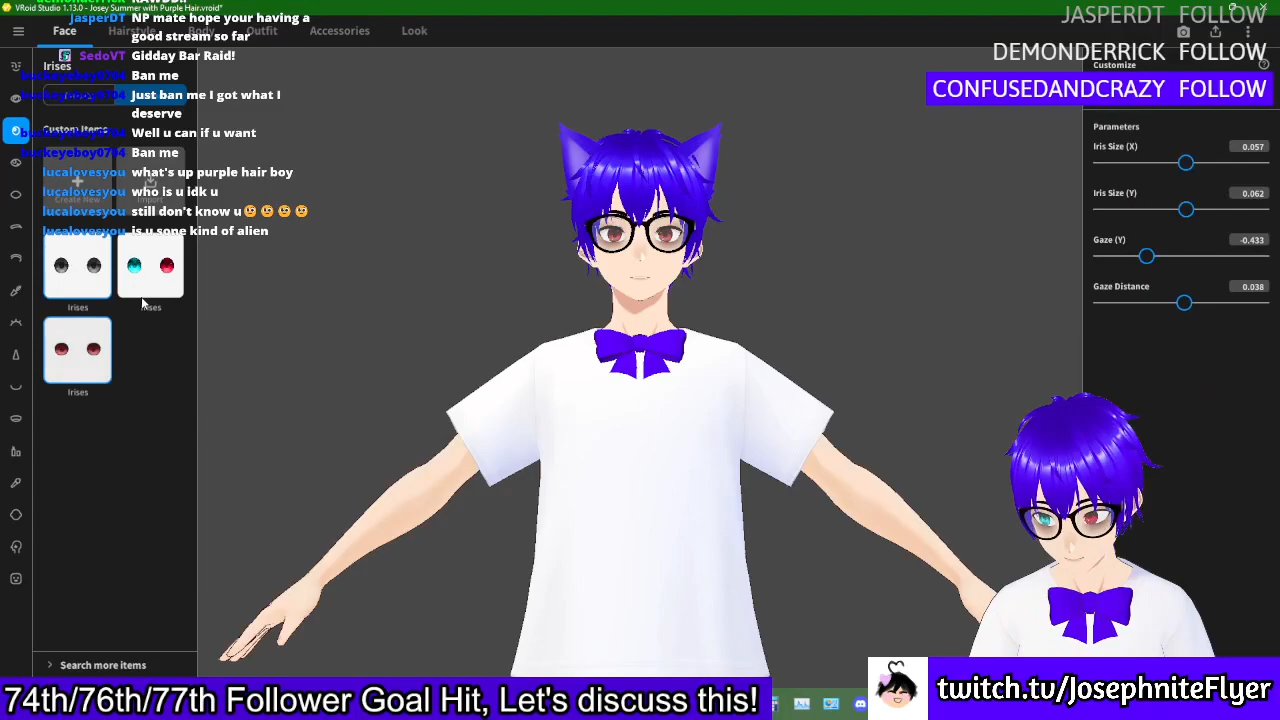 VRoid Studio 1.13.0 - Josey Summer with Purple Hair.vroid*
Face
Hairstyle
Body
Outfit
Accessories
Look
JasperDT NP mate hope your having a
good stream so far
SedoVT Gidday Bar Raid!
buckeyeboy0704 Ban me
buckeyeboy0704 Just ban me I got what I
deserve
buckeyeboy0704 Well u can if u want
buckeyeboy0704 Ban me
lucalovesyou what's up purple hair boy
lucalovesyou who is u idk u
lucalovesyou still don't know u
lucalovesyou is u sone kind of alien
Irises
Custom Items
Create New
Import
Irises
Irises
Irises
Search more items
JASPERDT FOLLOW
DEMONDERRICK FOLLOW
CONFUSEDANDCRAZY FOLLOW
Customize
Parameters
Iris Size (X) 0.057
Iris Size (Y) 0.062
Gaze (Y) -0.433
Gaze Distance 0.038
74th/76th/77th Follower Goal Hit, Let's discuss this!
twitch.tv/JosephniteFlyer